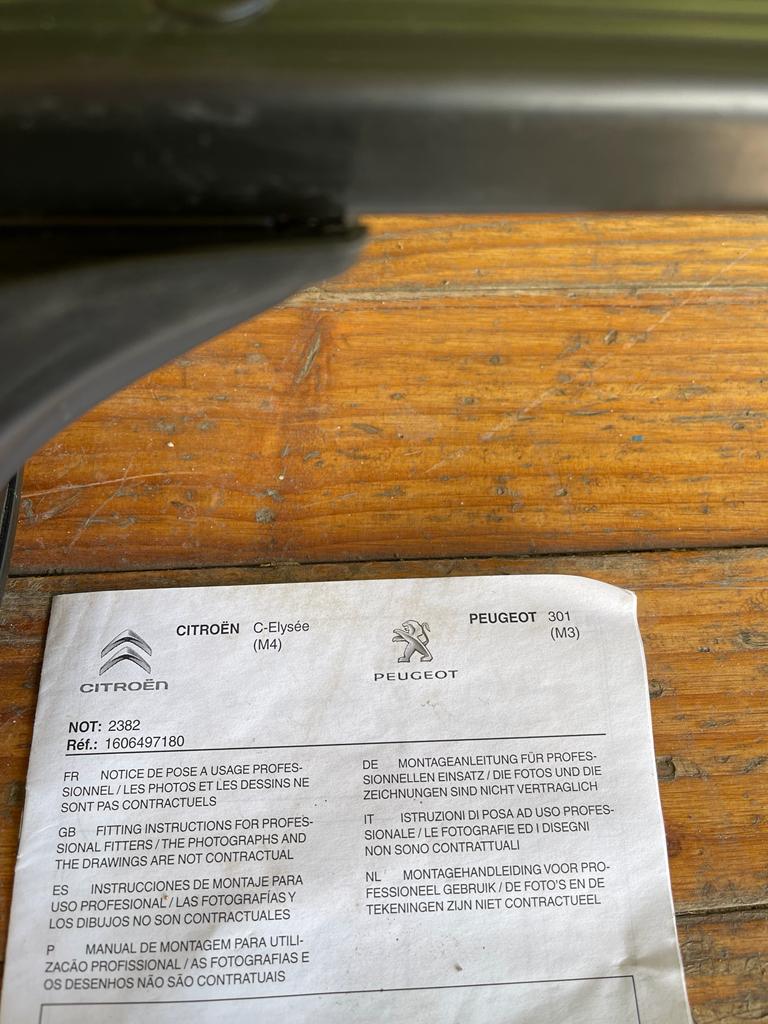 CITROËN C-Elysée
(M4)
CITROËN
PEUGEOT 301
(M3)
PEUGEOT
NOT: 2382
Réf.: 1606497180
FR NOTICE DE POSE A USAGE PROFES-
SIONNEL / LES PHOTOS ET LES DESSINS NE
SONT PAS CONTRACTUELS
GB FITTING INSTRUCTIONS FOR PROFES-
SIONAL FITTERS / THE PHOTOGRAPHS AND
THE DRAWINGS ARE NOT CONTRACTUAL
ES INSTRUCCIONES DE MONTAJE PARA
USO PROFESIONAL / LAS FOTOGRAFÍAS Y
LOS DIBUJOS NO SON CONTRACTUALES
P MANUAL DE MONTAGEM PARA UTILI-
ZACÃO PROFISSIONAL / AS FOTOGRAFIAS E
OS DESENHOS NÃO SÃO CONTRATUAIS
DE MONTAGEANLEITUNG FÜR PROFES-
SIONNELLEN EINSATZ / DIE FOTOS UND DIE
ZEICHNUNGEN SIND NICHT VERTRAGLICH
IT ISTRUZIONI DI POSA AD USO PROFES-
SIONALE / LE FOTOGRAFIE ED I DISEGNI
NON SONO CONTRATTUALI
NL MONTAGEHANDLEIDING VOOR PRO-
FESSIONEEL GEBRUIK / DE FOTO'S EN DE
TEKENINGEN ZIJN NIET CONTRACTUEEL